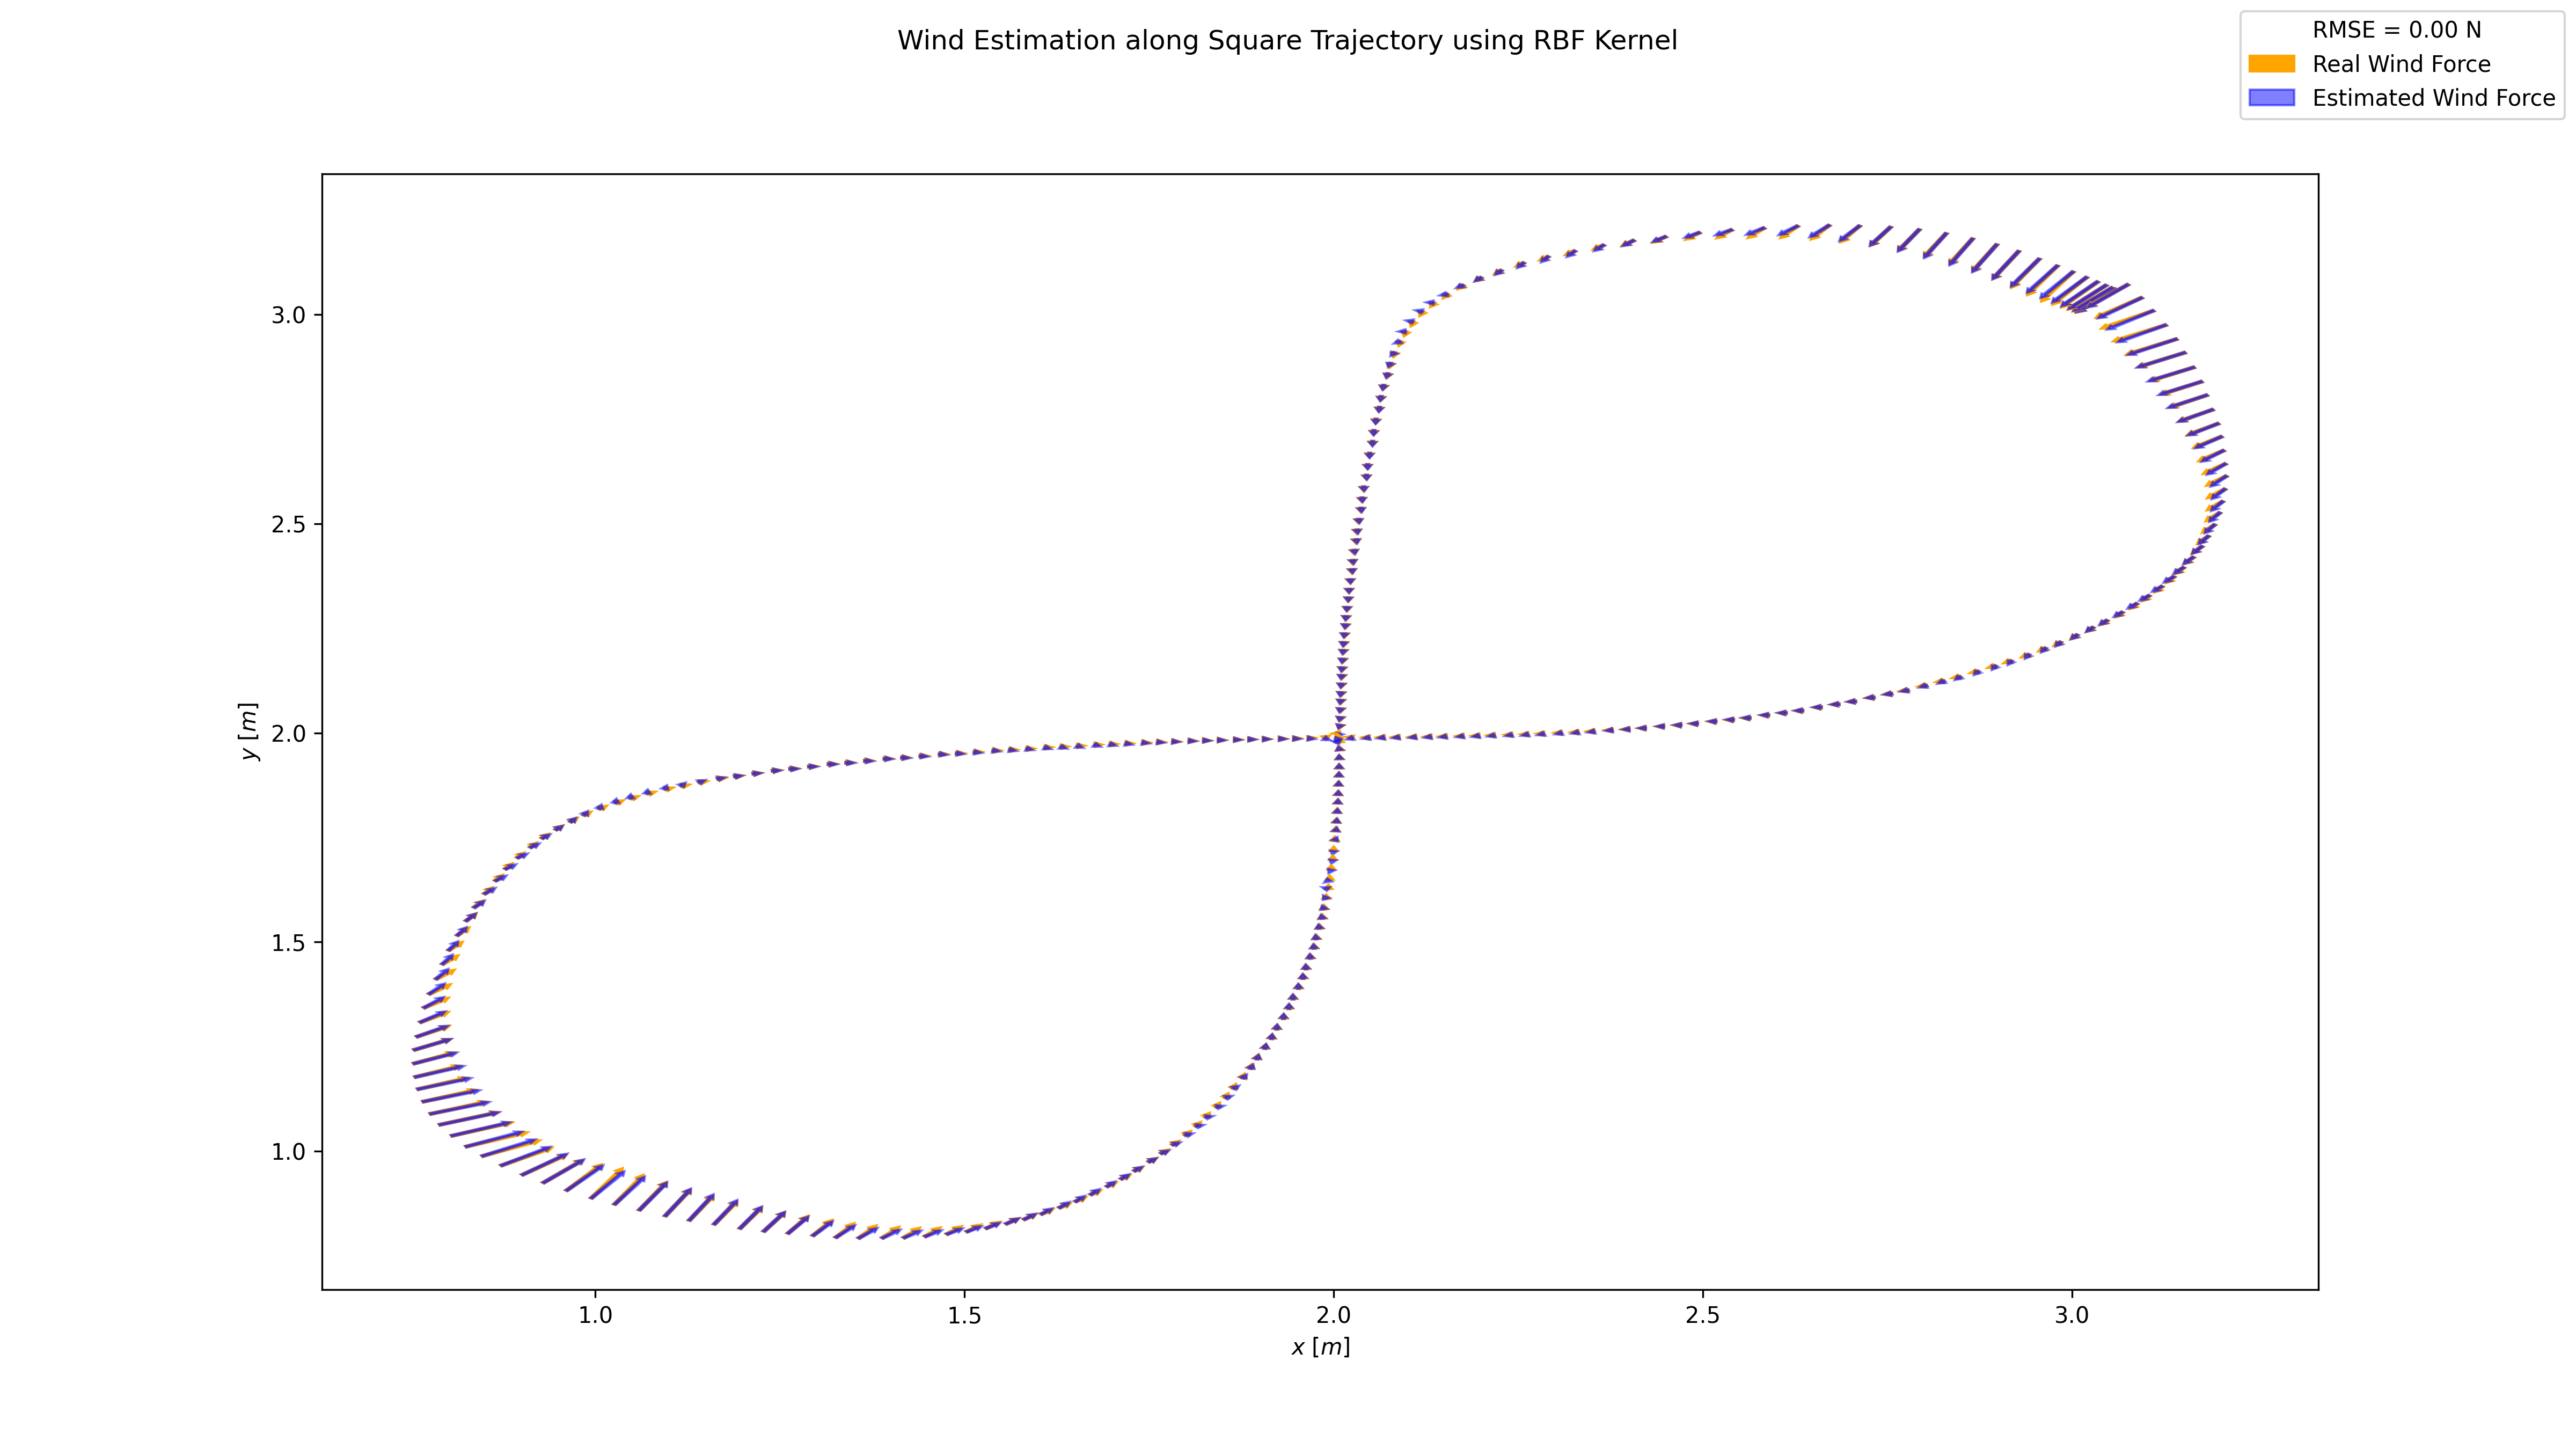 Wind Estimation along Square Trajectory using RBF Kernel
RMSE = 0.00 N
Real Wind Force
Estimated Wind Force
3.0
2.5
2.0
1.5
1.0
y [m]
1.0 1.5 2.0 2.5 3.0
x [m]